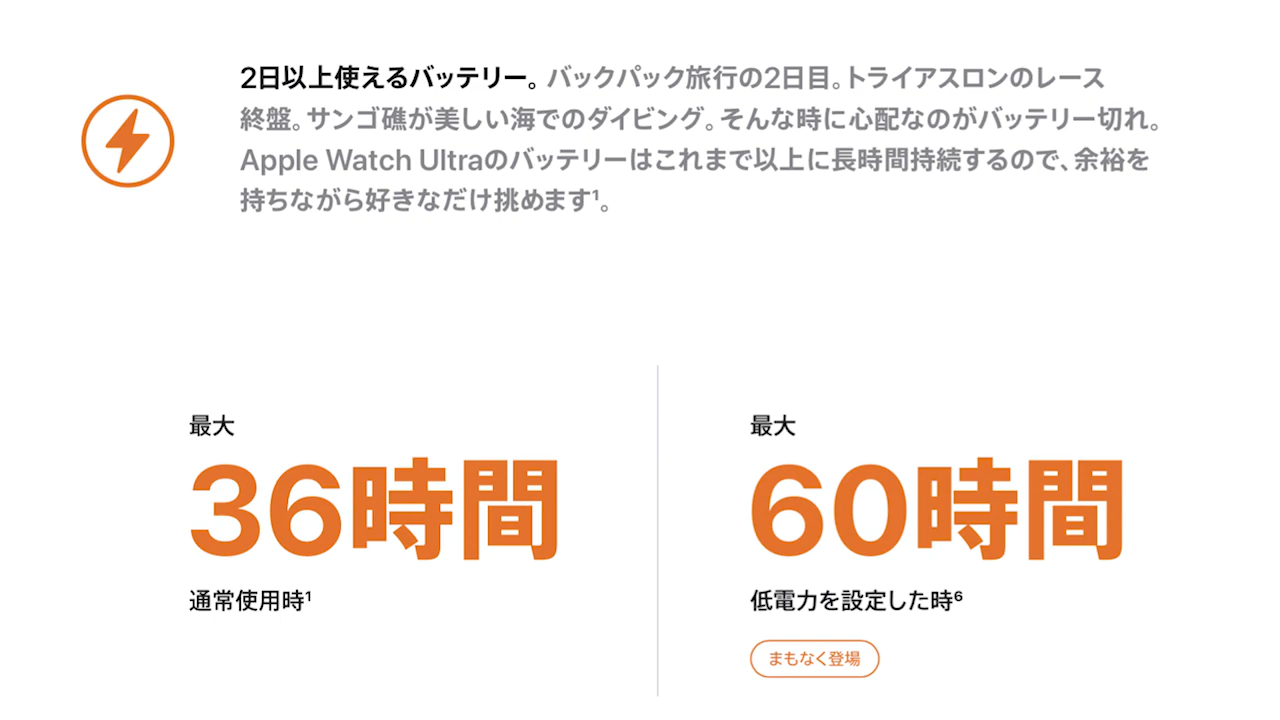 2日以上使えるバッテリー。バックパック旅行の2日目。トライアスロンのレース
終盤。サンゴ礁が美しい海でのダイビング。そんな時に心配なのがバッテリー切れ。
Apple Watch Ultraのバッテリーはこれまで以上に長時間持続するので、余裕を
持ちながら好きなだけ挑めます¹。
最大
36時間
通常使用時¹
最大
60時間
低電力を設定した時⁶
まもなく登場